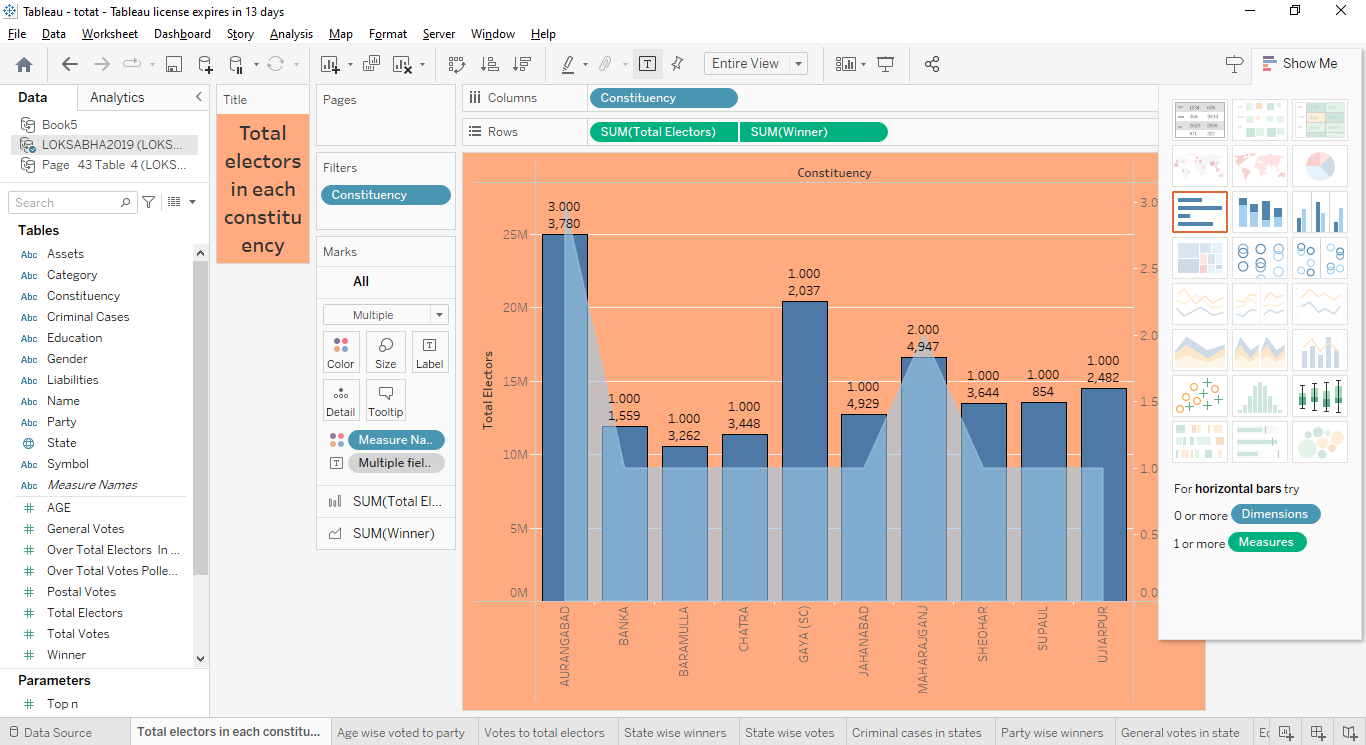 Tableau - totat - Tableau license expires in 13 days
File Data Worksheet Dashboard Story Analysis Map Format Server Window Help
Entire View
Show Me
Data Analytics
Book5
LOKSABHA2019 (LOKS...
Page 43 Table 4 (LOKS...
Search
Tables
Abc Assets
Abc Category
Abc Constituency
Abc Criminal Cases
Abc Education
Abc Gender
Abc Liabilities
Abc Name
Abc Party
State
Abc Symbol
Abc Measure Names
AGE
General Votes
Over Total Electors In ...
Over Total Votes Polle...
Postal Votes
Total Electors
Total Votes
Winner
Parameters
Top n
Title
Total
electors
in each
constitu
ency
Pages
Filters
Constituency
Marks
All
Multiple
Color Size Label
Detail Tooltip
Measure Na..
Multiple fiel..
SUM(Total El...
SUM(Winner)
Columns Constituency
Rows SUM(Total Electors) SUM(Winner)
Constituency
Total Electors
25M
20M
15M
10M
5M
0M
3.000
3,780
1.000
1,559
1.000
3,262
1.000
3,448
1.000
2,037
1.000
4,929
2.000
4,947
1.000
3,644
1.000
854
1.000
2,482
3.0
2.5
2.0
1.5
1.0
0.5
0.0
AURANGABAD
BANKA
BARAMULLA
CHATRA
GAYA (SC)
JAHANABAD
MAHARAJGANJ
SHEOHAR
SUPAUL
UJIARPUR
For horizontal bars try
0 or more Dimensions
1 or more Measures
Data Source Total electors in each constitu... Age wise voted to party Votes to total electors State wise winners State wise votes Criminal cases in states Party wise winners General votes in state